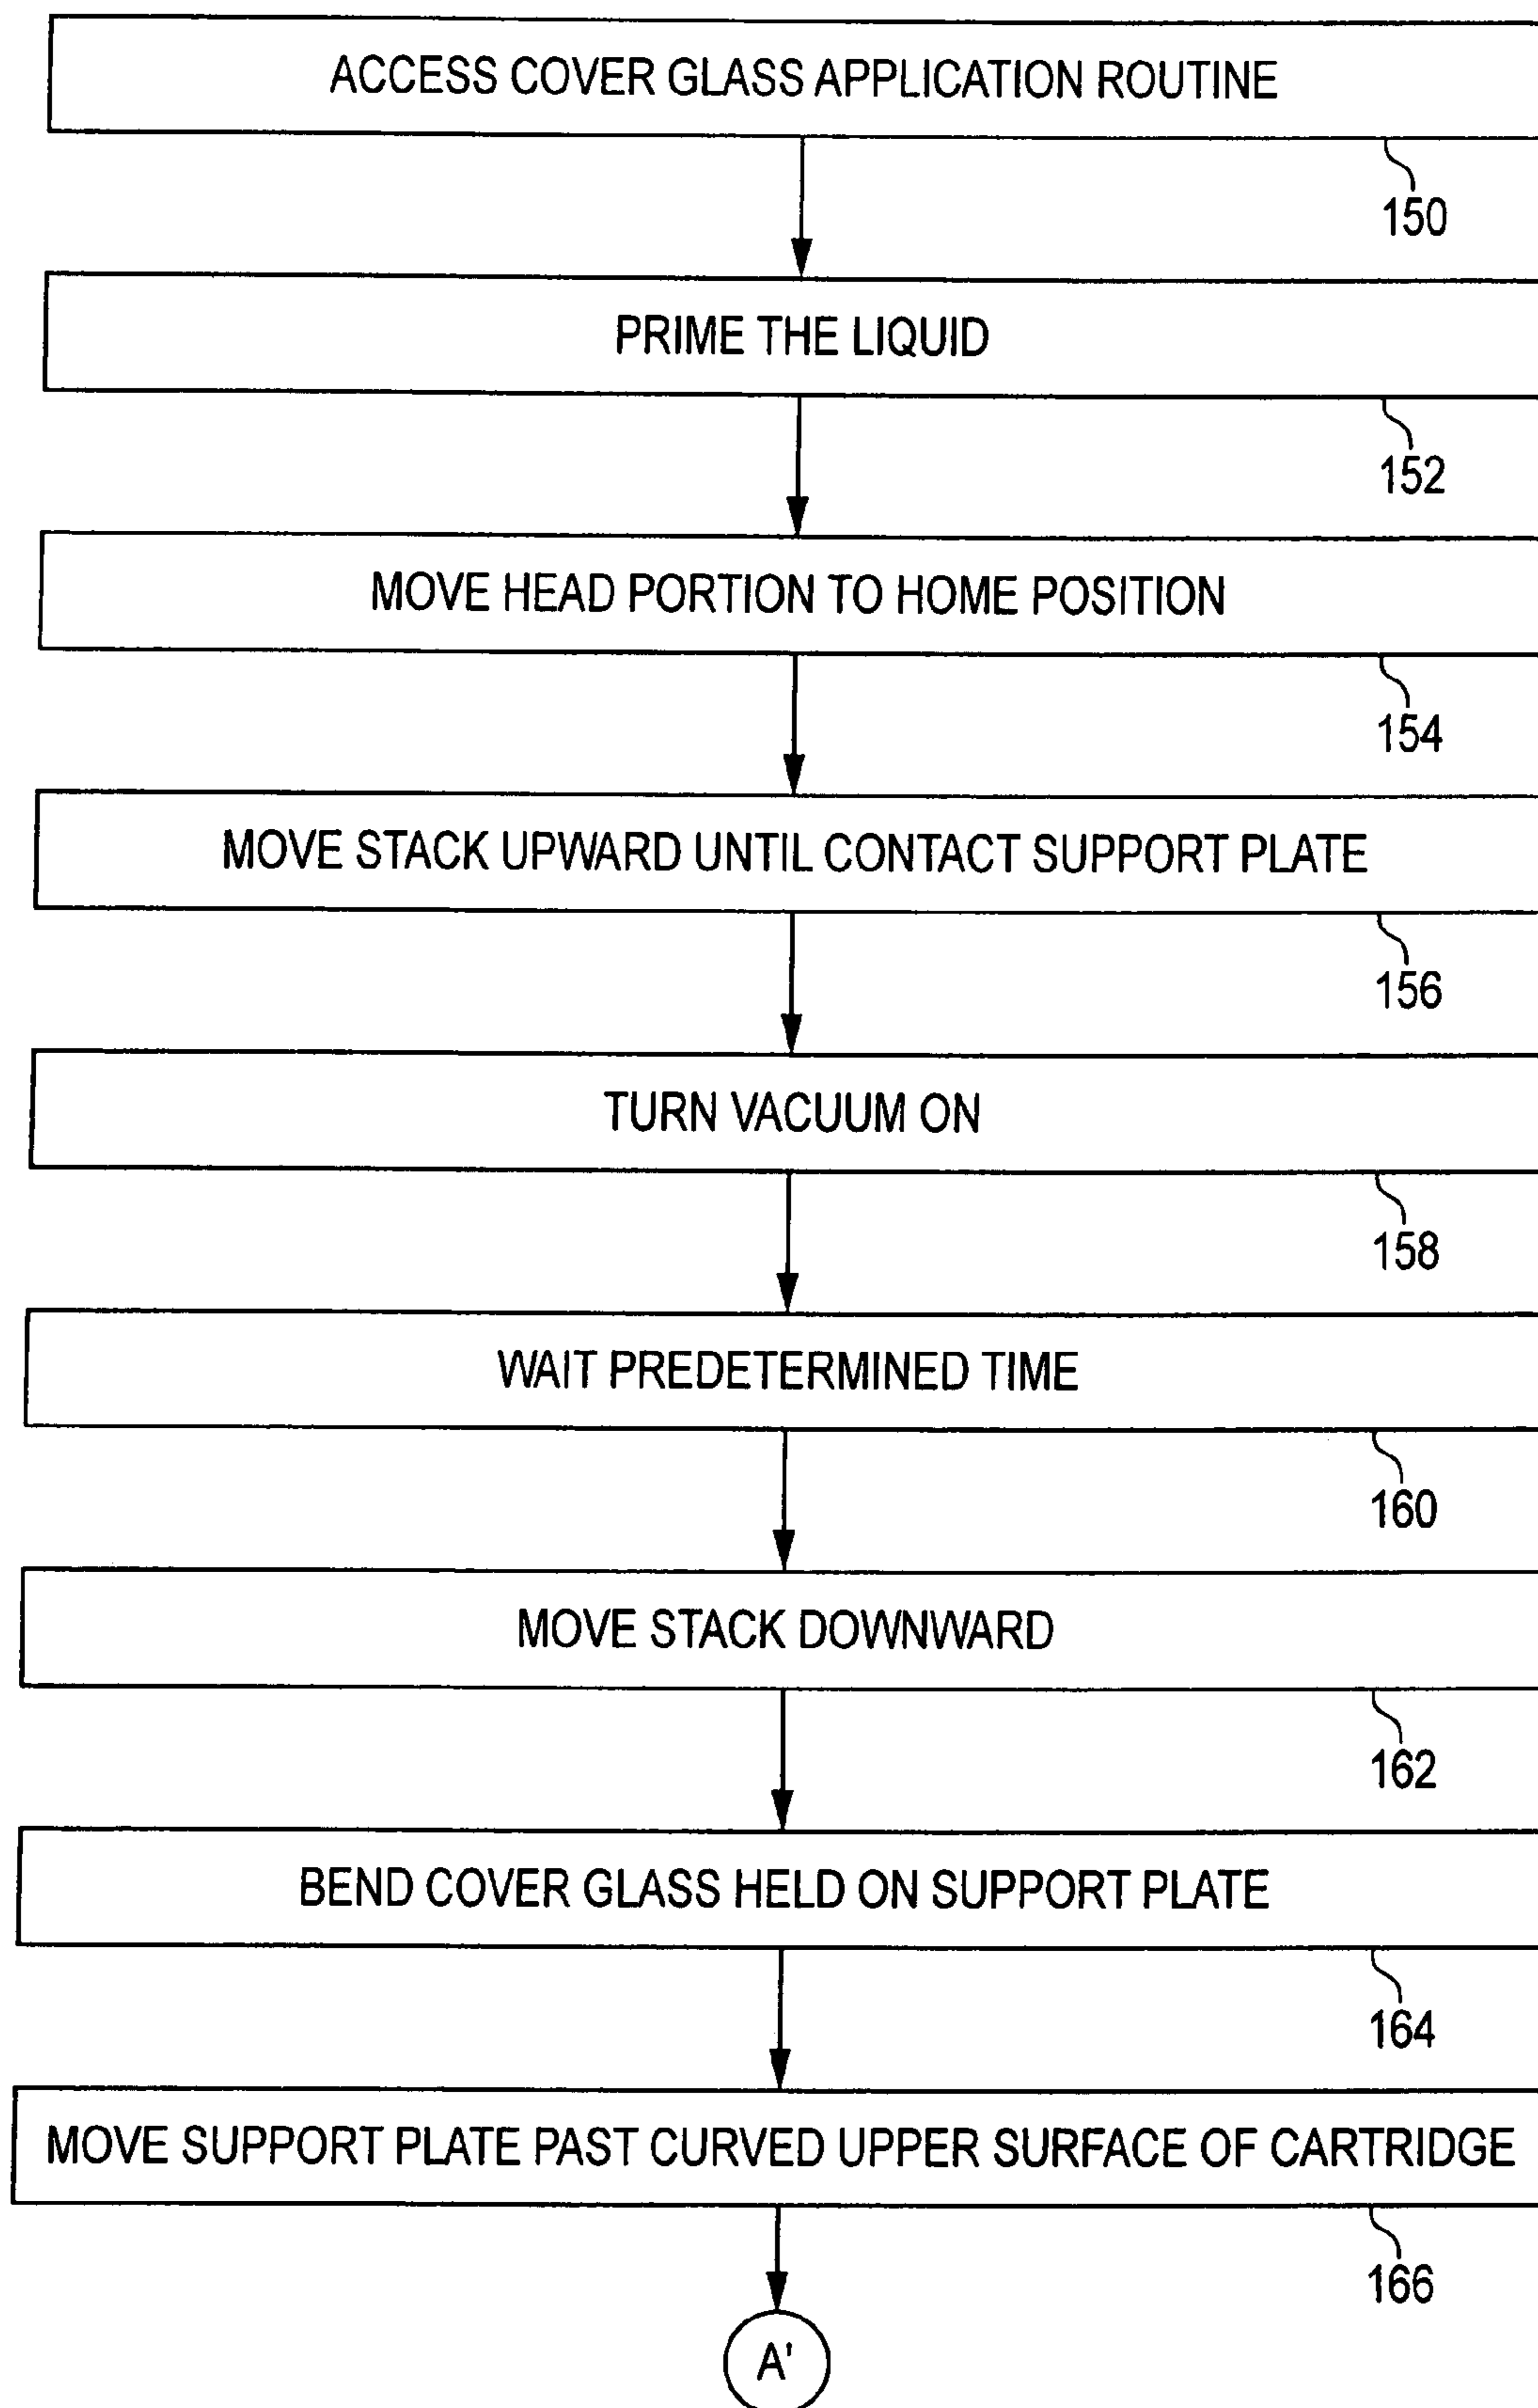 ACCESS COVER GLASS APPLICATION ROUTINE
150
PRIME THE LIQUID
152
MOVE HEAD PORTION TO HOME POSITION
154
MOVE STACK UPWARD UNTIL CONTACT SUPPORT PLATE
156
TURN VACUUM ON
158
WAIT PREDETERMINED TIME
160
MOVE STACK DOWNWARD
162
BEND COVER GLASS HELD ON SUPPORT PLATE
164
MOVE SUPPORT PLATE PAST CURVED UPPER SURFACE OF CARTRIDGE
166
A'